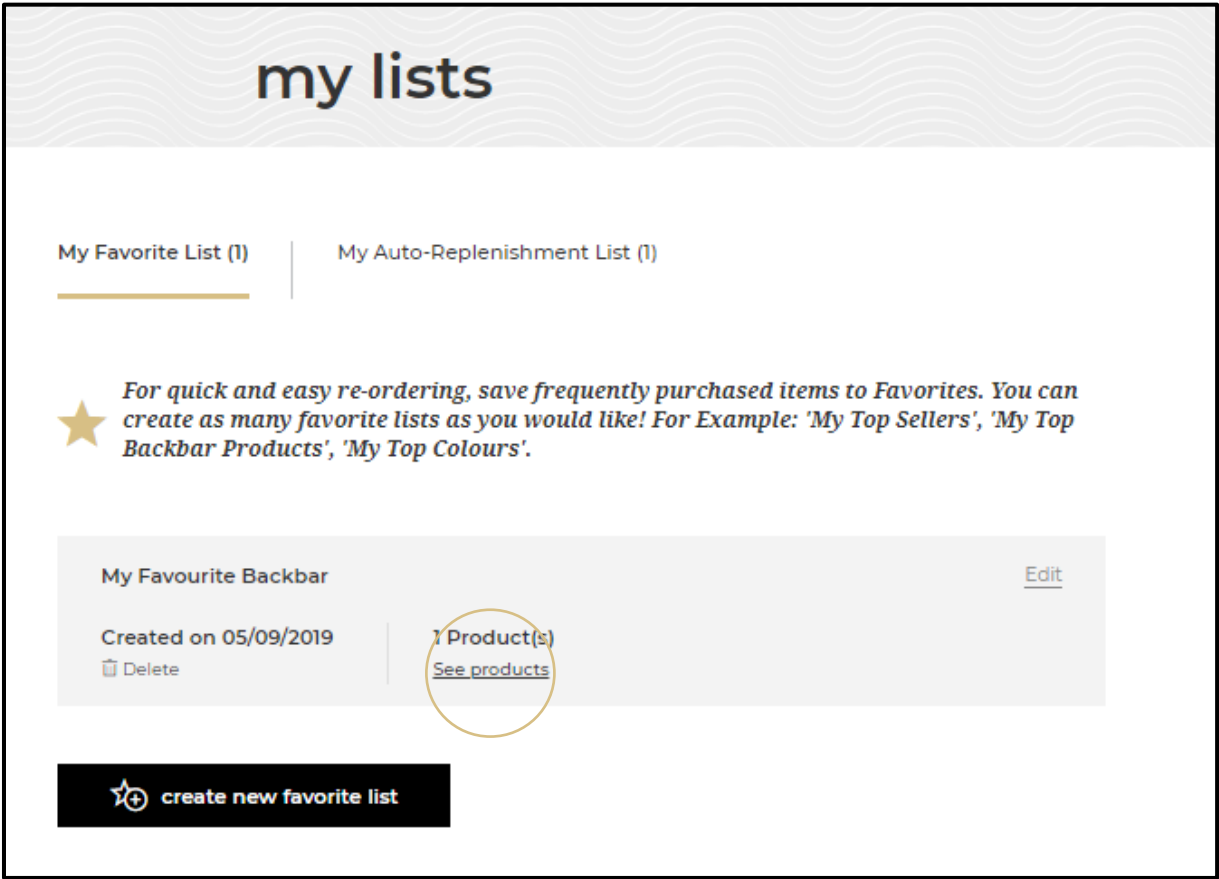 my lists
My Favorite List (1)
My Auto-Replenishment List (1)
For quick and easy re-ordering, save frequently purchased items to Favorites. You can
create as many favorite lists as you would like! For Example: 'My Top Sellers', 'My Top
Backbar Products', 'My Top Colours'.
My Favourite Backbar
Edit
Created on 05/09/2019
1 Product(s)
Delete
See products
create new favorite list